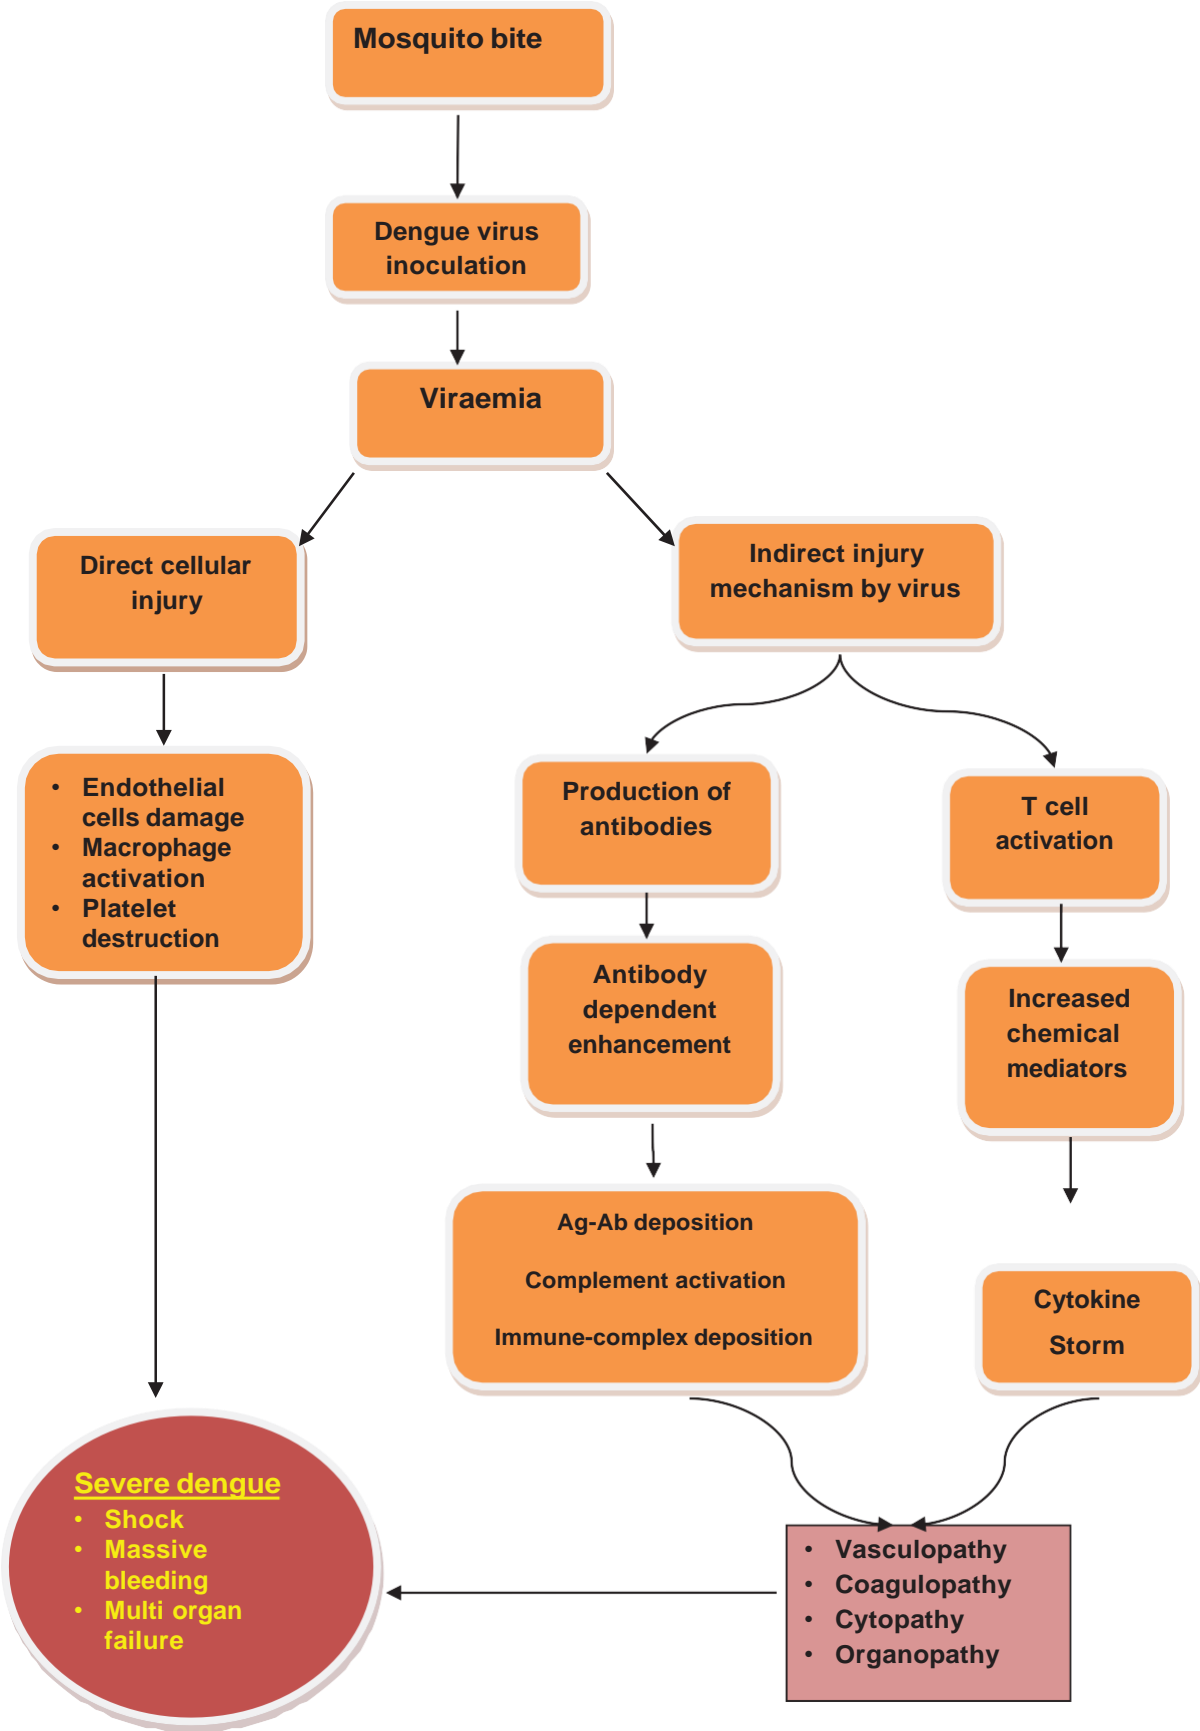 Mosquito bite
Dengue virus
inoculation
Viraemia
Direct cellular
injury
Indirect injury
mechanism by virus
• Endothelial
cells damage
• Macrophage
activation
• Platelet
destruction
Production of
antibodies
T cell
activation
Antibody
dependent
enhancement
Increased
chemical
mediators
Ag-Ab deposition
Complement activation
Immune-complex deposition
Cytokine
Storm
Severe dengue
• Shock
• Massive
bleeding
• Multi organ
failure
• Vasculopathy
• Coagulopathy
• Cytopathy
• Organopathy